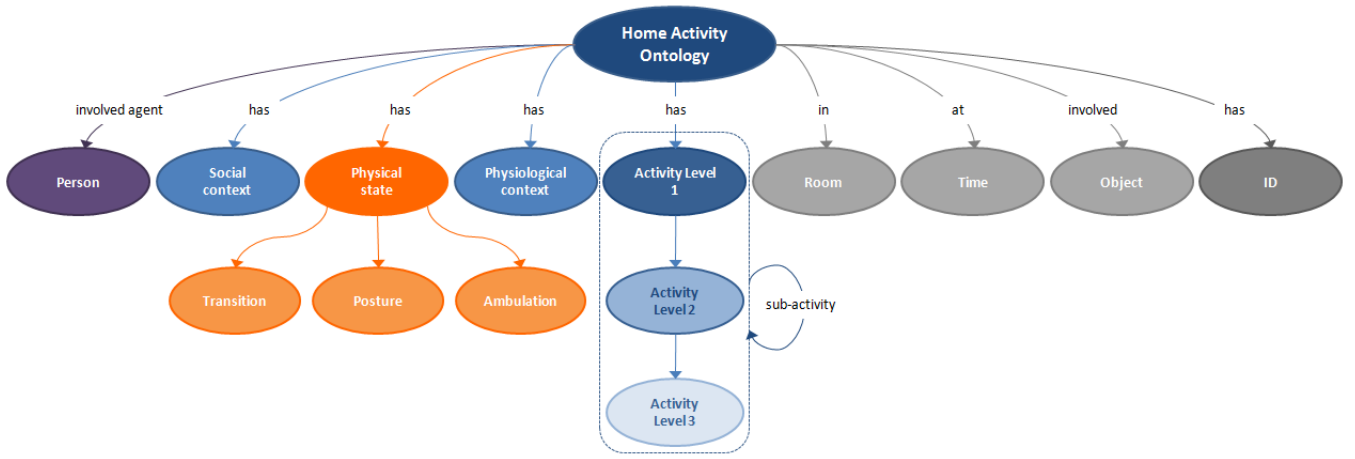 Home Activity
Ontology
involved agent
has
has
has
has
in
at
involved
has
Person
Social
context
Physical
state
Physiological
context
Activity Level
1
Room
Time
Object
ID
Transition
Posture
Ambulation
Activity
Level 2
sub-activity
Activity
Level 3